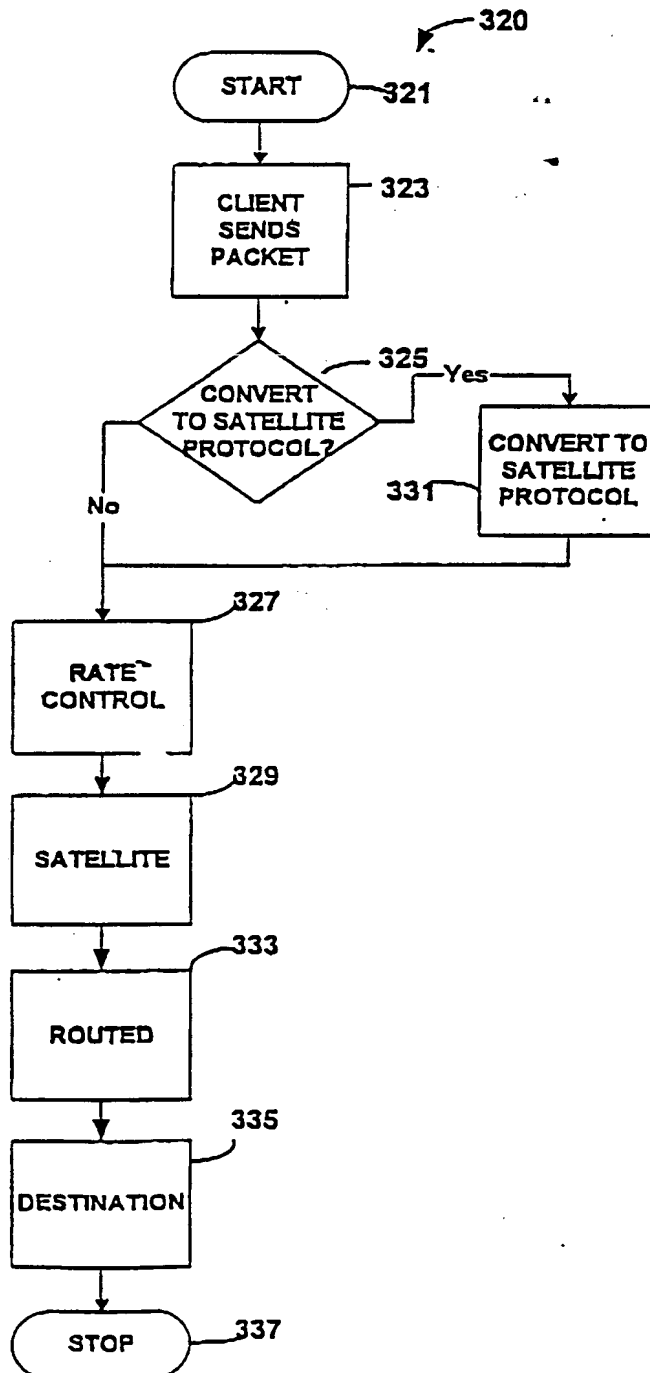 320
START
321
CLIENT
SENDS
PACKET
323
CONVERT
TO SATELLITE
PROTOCOL?
325
Yes
CONVERT TO
SATELLITE
PROTOCOL
331
No
327
RATE
CONTROL
329
SATELLITE
333
ROUTED
335
DESTINATION
STOP
337